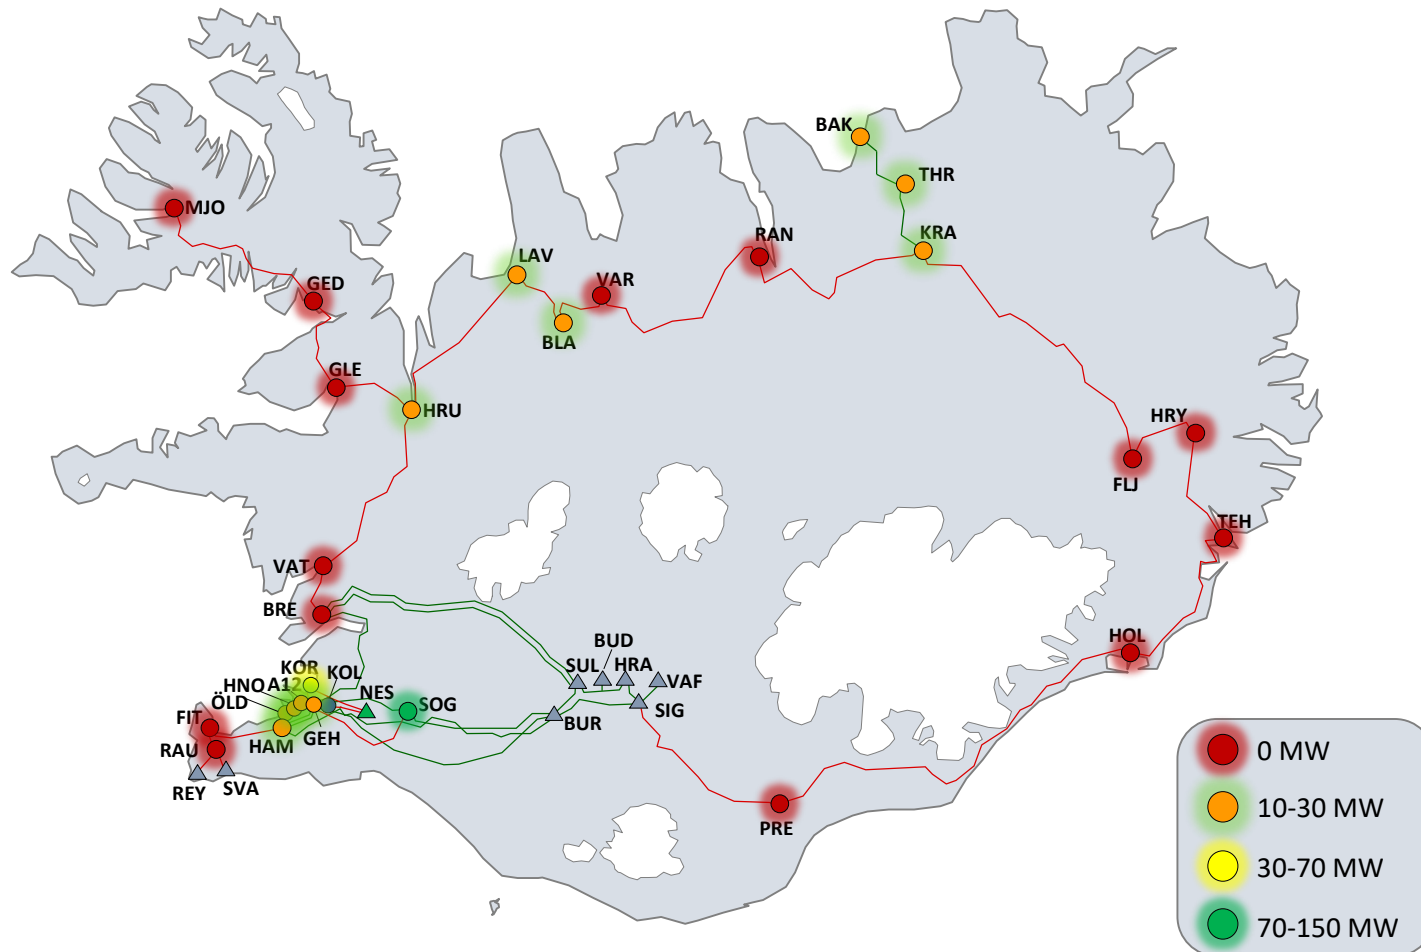 BAK
THR
MJO
KRA
RAN
LAV
GED
VAR
BLA
GLE
HRU
HRY
FLJ
TEH
VAT
BRE
BUD
HOL
SUL
HRA
KOR
KOL
VAF
HNO
A12
NES
ÖLD
SOG
SIG
FIT
BUR
HAM
GEH
RAU
REY
SVA
PRE
0 MW
10-30 MW
30-70 MW
70-150 MW